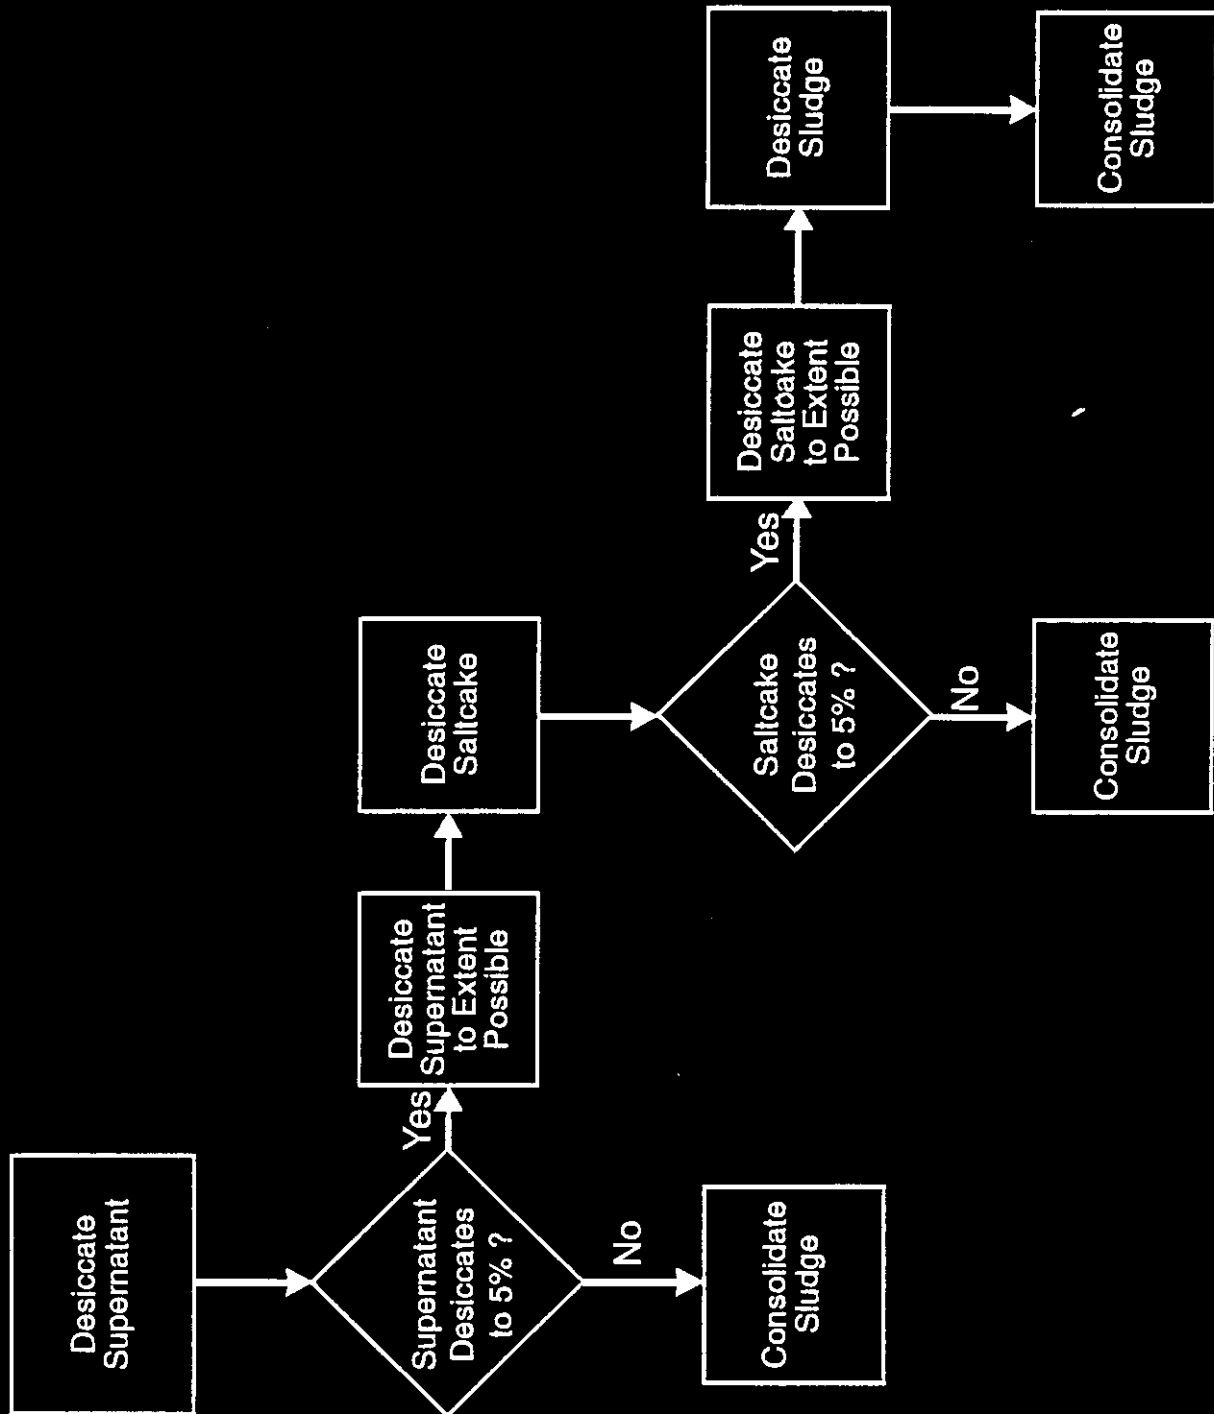 Desiccate
Supernatant
Supernatant
Desiccates
to 5% ?
No
Consolidate
Sludge
Yes
Desiccate
Supernatant
to Extent
Possible
Desiccate
Saltcake
Saltcake
Desiccates
to 5% ?
No
Consolidate
Sludge
Yes
Desiccate
Saltoake
to Extent
Possible
Desiccate
Sludge
Consolidate
Sludge